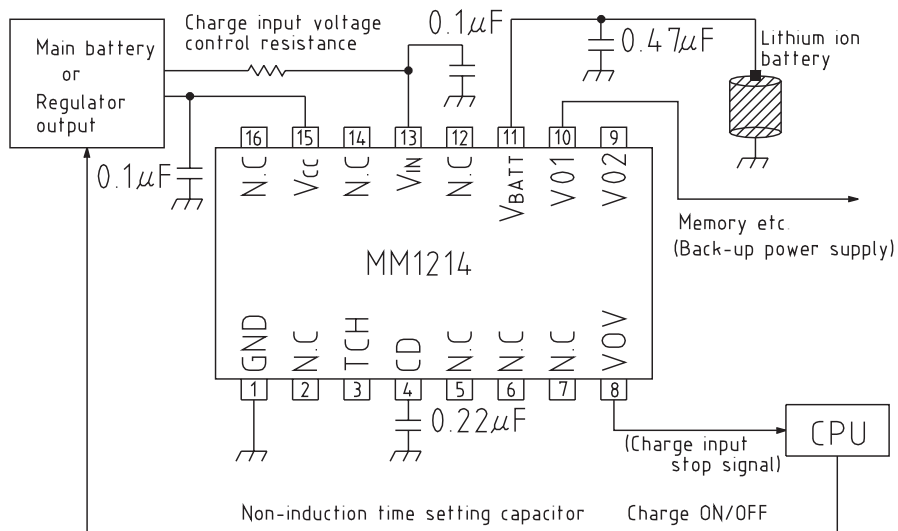 Main battery
or
Regulator
output
Charge input voltage
control resistance
0.1μF
0.47μF
Lithium ion
battery
0.1μF
16
15
14
13
12
11
10
9
N.C
VCC
N.C
VIN
N.C
VBATT
VO1
VO2
Memory etc.
(Back-up power supply)
MM1214
GND
N.C
TCH
CD
N.C
N.C
N.C
VOV
1
2
3
4
5
6
7
8
0.22μF
(Charge input
stop signal)
CPU
Non-induction time setting capacitor
Charge ON/OFF